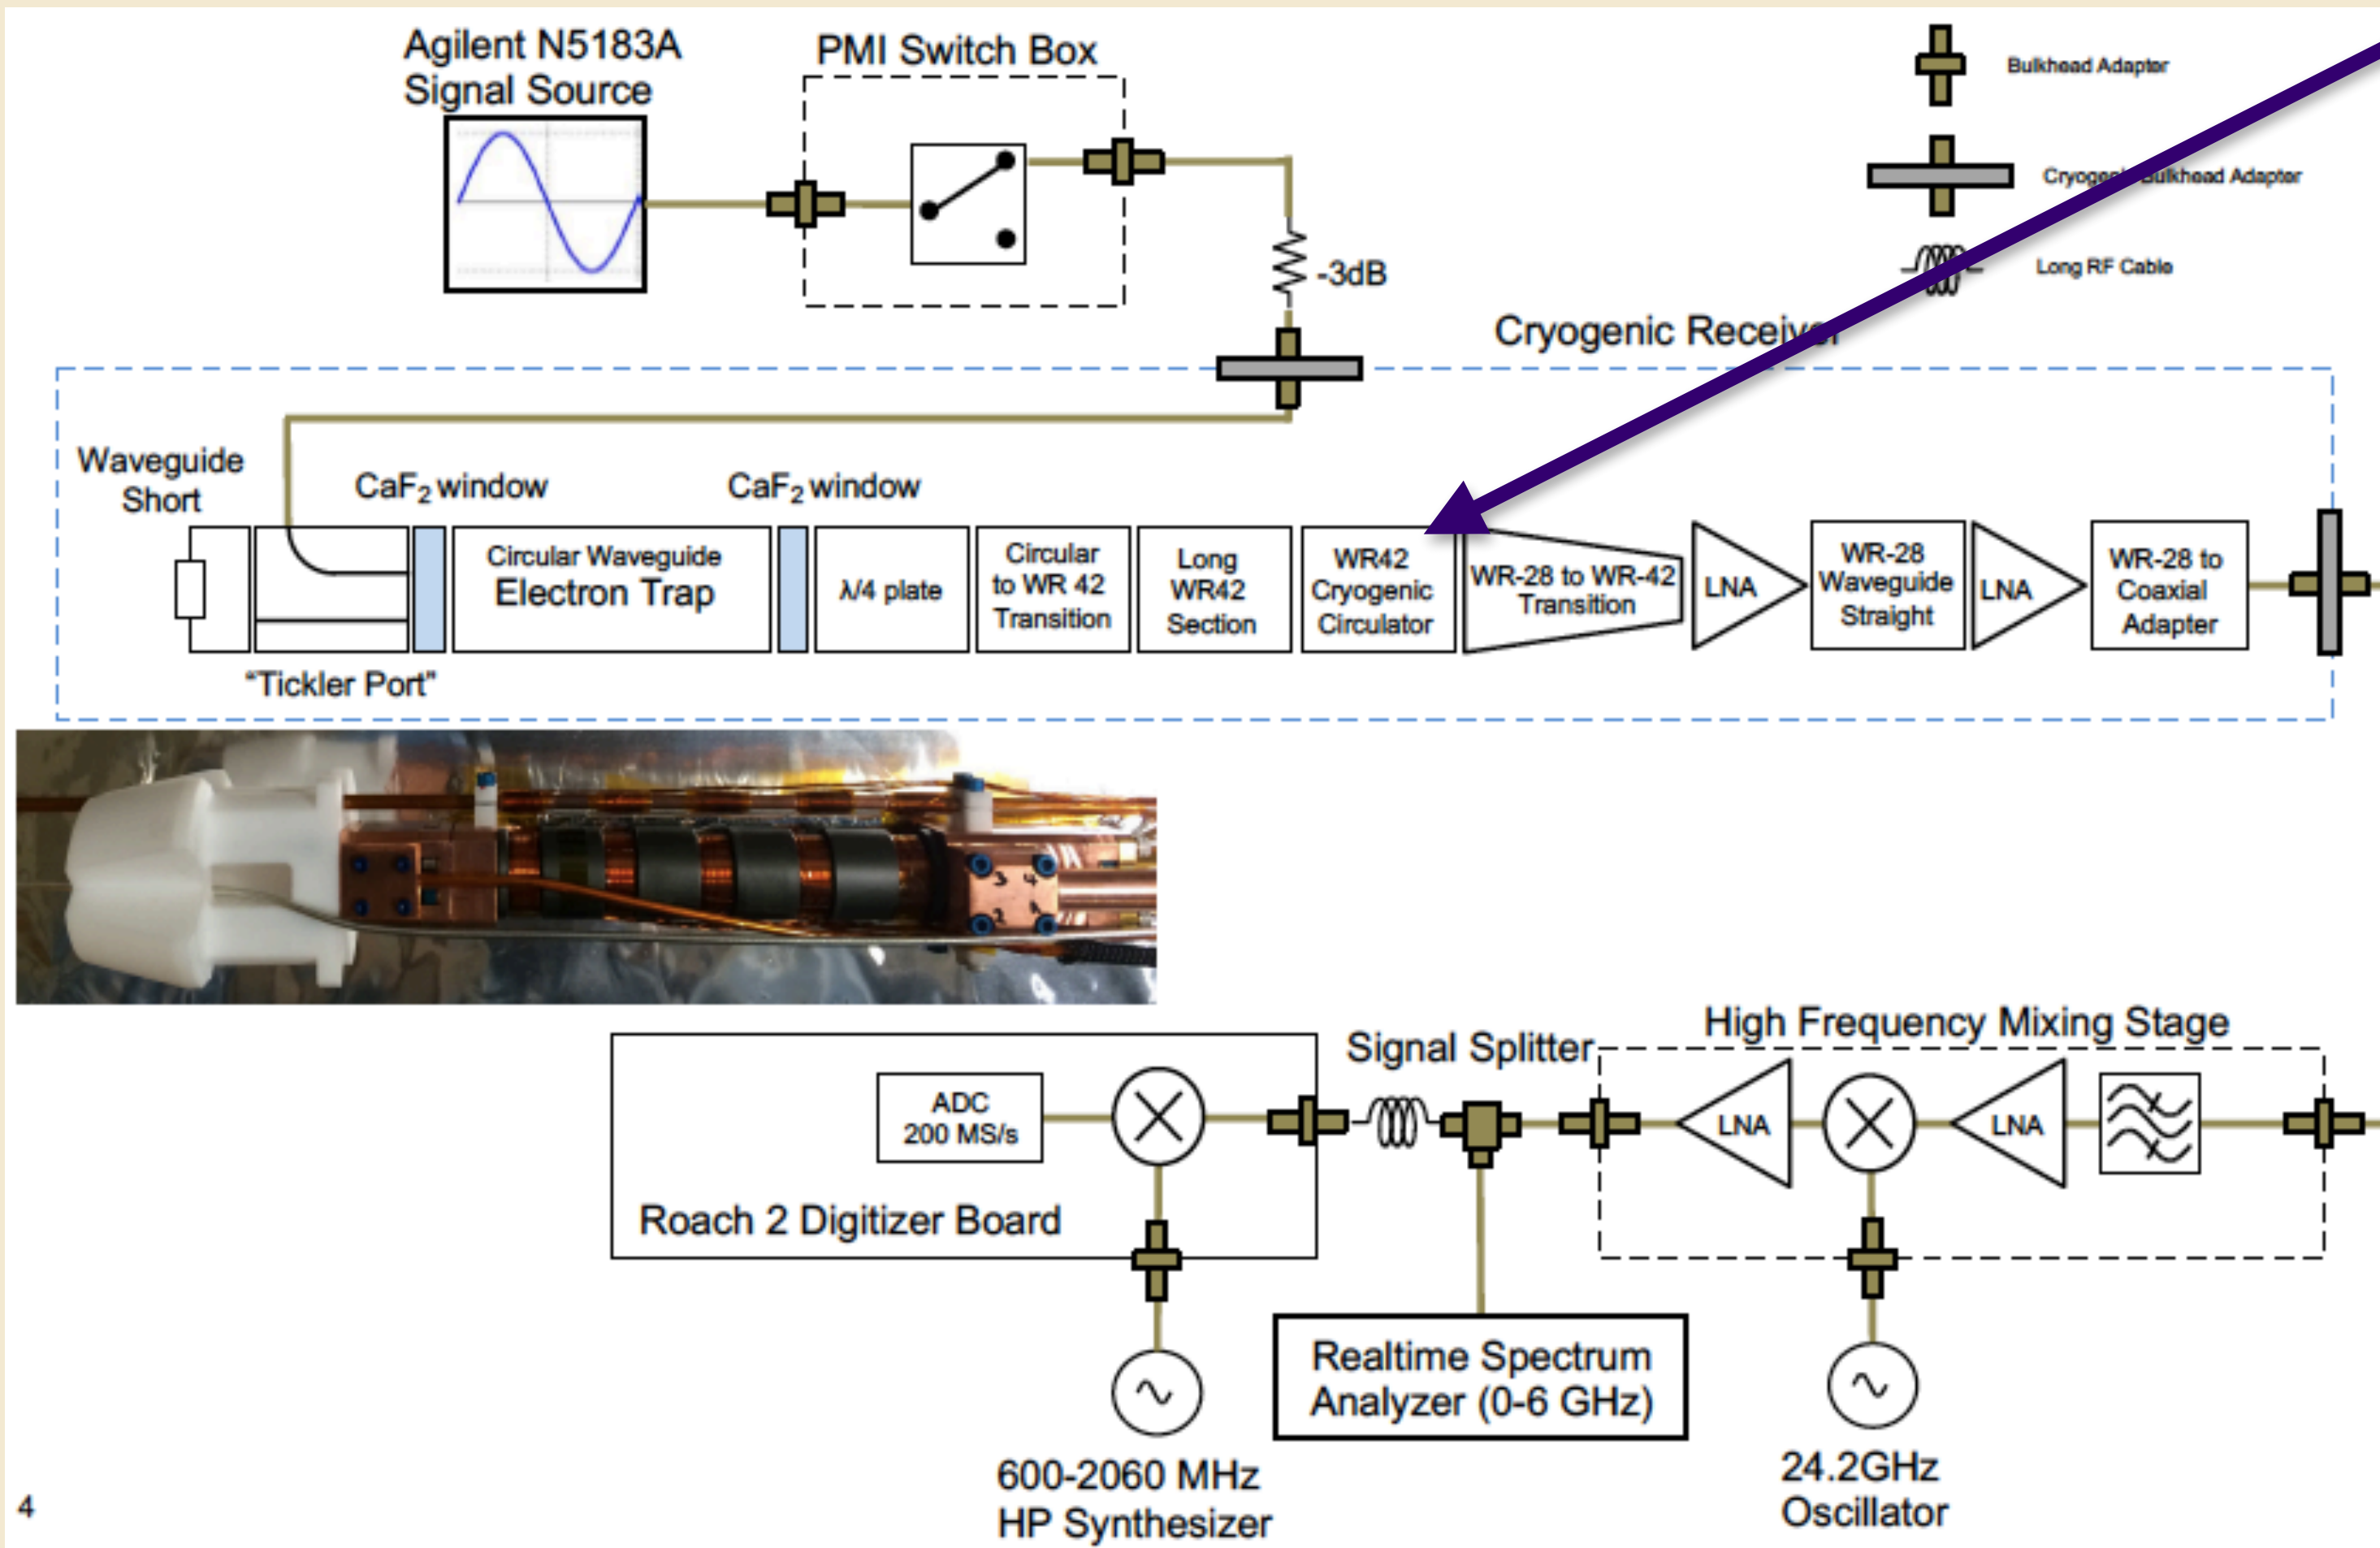 Agilent N5183A
Signal Source
PMI Switch Box
Bulkhead Adapter
Cryogenic Bulkhead Adapter
Long RF Cable
-3dB
Cryogenic Receiver
Waveguide
Short
CaF₂ window
CaF₂ window
Circular Waveguide
Electron Trap
λ/4 plate
Circular
to WR 42
Transition
Long
WR42
Section
WR42
Cryogenic
Circulator
WR-28 to WR-42
Transition
LNA
WR-28
Waveguide
Straight
LNA
WR-28 to
Coaxial
Adapter
“Tickler Port”
3 4
2 1
High Frequency Mixing Stage
Signal Splitter
ADC
200 MS/s
LNA
LNA
Roach 2 Digitizer Board
Realtime Spectrum
Analyzer (0-6 GHz)
600-2060 MHz
HP Synthesizer
24.2GHz
Oscillator
4